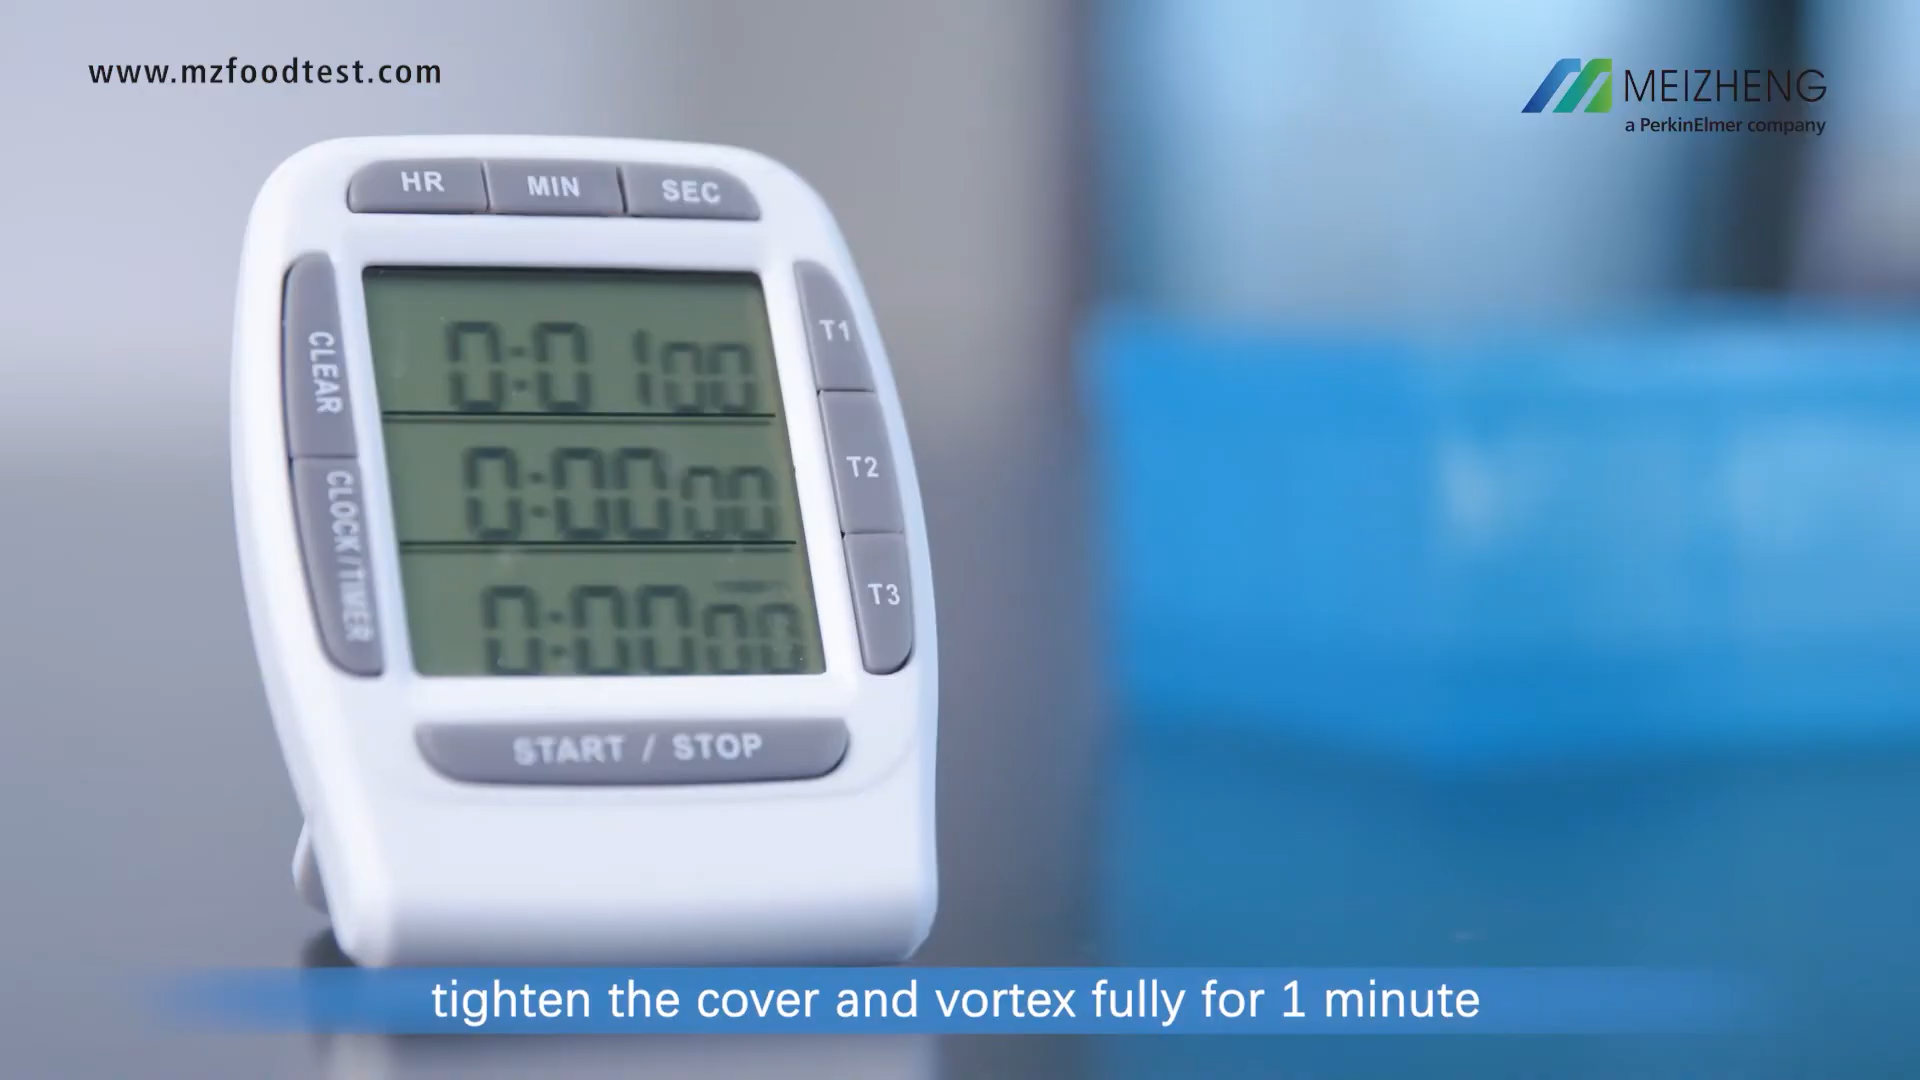 www.mzfoodtest.com
MEIZHENG
a PerkinElmer company
HR MIN SEC
CLEAR
CLOCK/TIMER
0:01 00
0:00 00
0:00 00
T1
T2
T3
START / STOP
tighten the cover and vortex fully for 1 minute